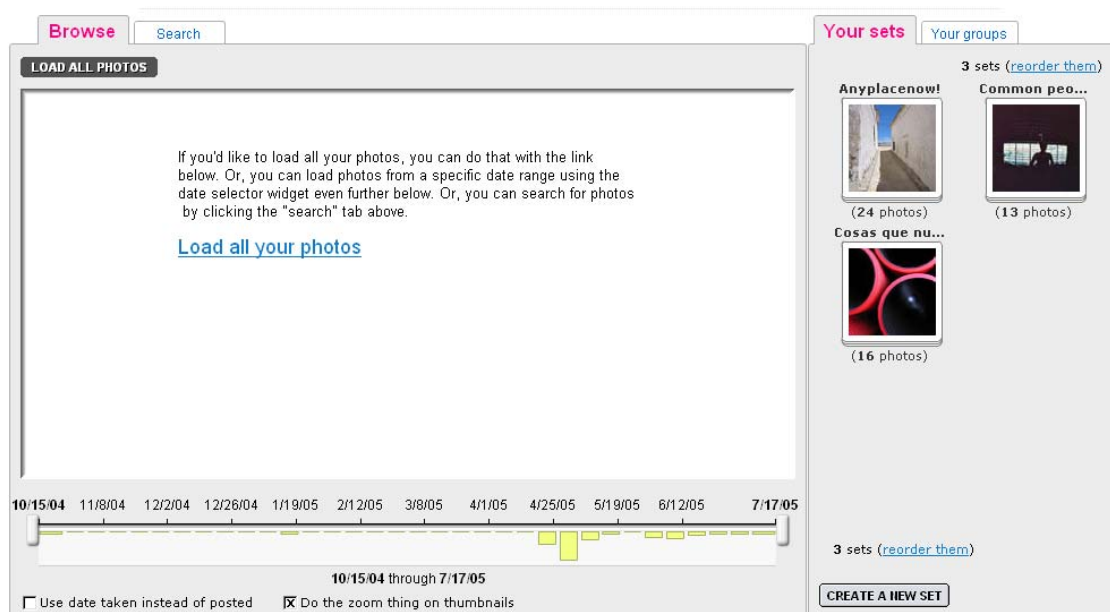 Browse
Search
LOAD ALL PHOTOS
If you'd like to load all your photos, you can do that with the link
below. Or, you can load photos from a specific date range using the
date selector widget even further below. Or, you can search for photos
by clicking the "search" tab above.
Load all your photos
10/15/04 11/8/04 12/2/04 12/26/04 1/19/05 2/12/05 3/8/05 4/1/05 4/25/05 5/19/05 6/12/05 7/17/05
10/15/04 through 7/17/05
Use date taken instead of posted
Do the zoom thing on thumbnails
Your sets
Your groups
3 sets (reorder them)
Anyplacenow!
(24 photos)
Common peo...
(13 photos)
Cosas que nu...
(16 photos)
3 sets (reorder them)
CREATE A NEW SET